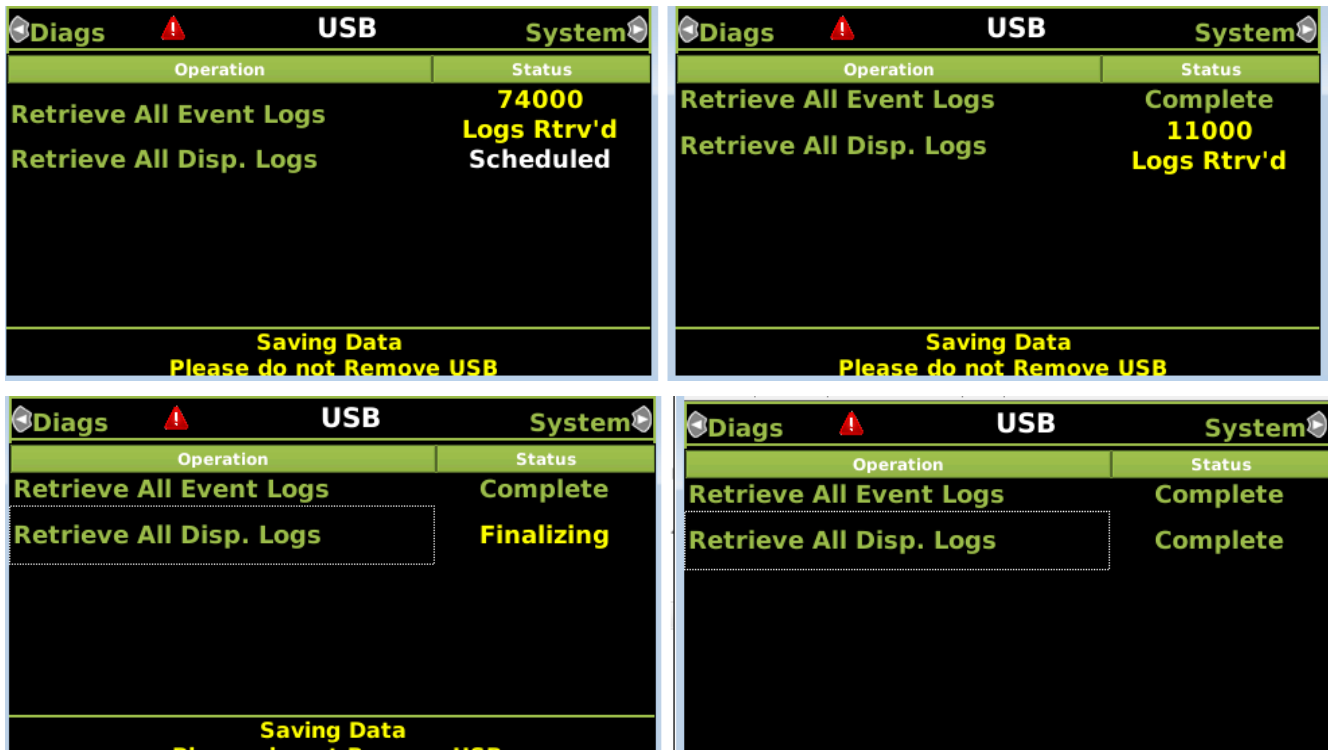 Diags USB System
Operation Status
Retrieve All Event Logs 74000
Logs Rtrv'd
Retrieve All Disp. Logs Scheduled
Saving Data
Please do not Remove USB
Diags USB System
Operation Status
Retrieve All Event Logs Complete
Retrieve All Disp. Logs 11000
Logs Rtrv'd
Saving Data
Please do not Remove USB
Diags USB System
Operation Status
Retrieve All Event Logs Complete
Retrieve All Disp. Logs Finalizing
Saving Data
Diags USB System
Operation Status
Retrieve All Event Logs Complete
Retrieve All Disp. Logs Complete